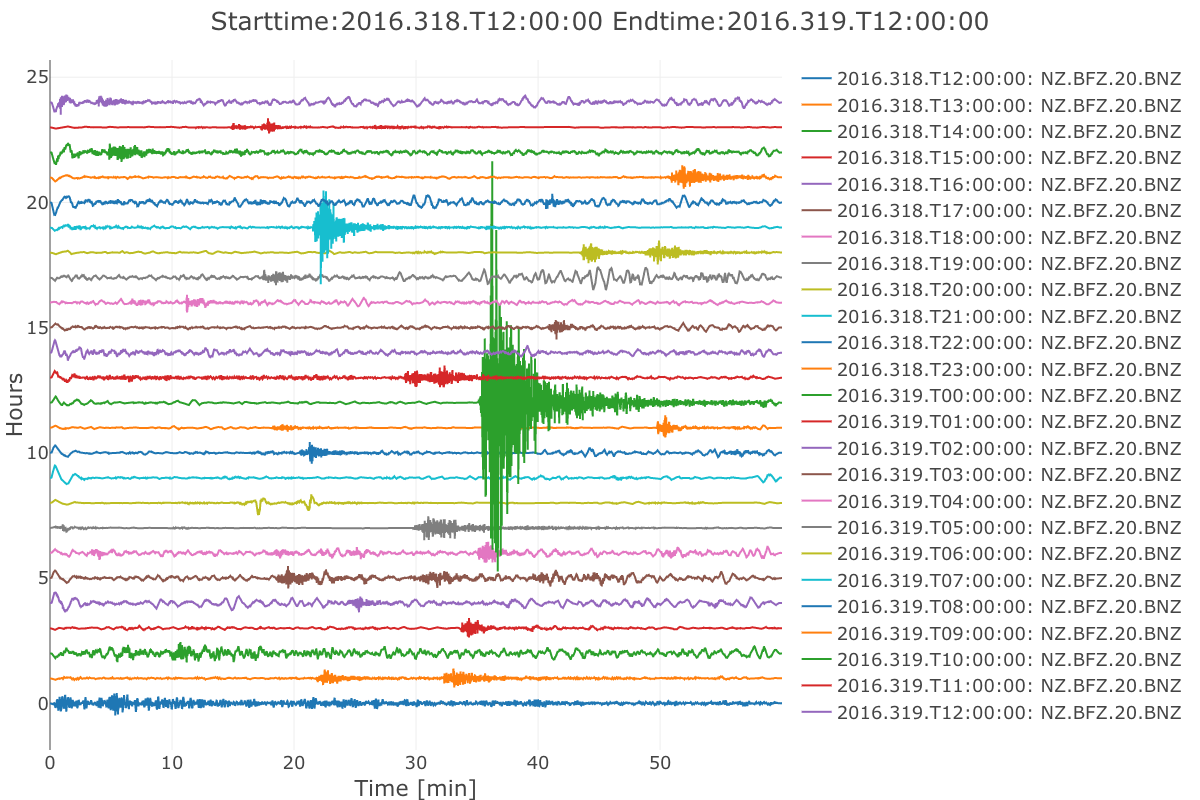 Starttime:2016.318.T12:00:00 Endtime:2016.319.T12:00:00
25
20
15
10
5
0
Hours
0 10 20 30 40 50
Time [min]
2016.318.T12:00:00: NZ.BFZ.20.BNZ
2016.318.T13:00:00: NZ.BFZ.20.BNZ
2016.318.T14:00:00: NZ.BFZ.20.BNZ
2016.318.T15:00:00: NZ.BFZ.20.BNZ
2016.318.T16:00:00: NZ.BFZ.20.BNZ
2016.318.T17:00:00: NZ.BFZ.20.BNZ
2016.318.T18:00:00: NZ.BFZ.20.BNZ
2016.318.T19:00:00: NZ.BFZ.20.BNZ
2016.318.T20:00:00: NZ.BFZ.20.BNZ
2016.318.T21:00:00: NZ.BFZ.20.BNZ
2016.318.T22:00:00: NZ.BFZ.20.BNZ
2016.318.T23:00:00: NZ.BFZ.20.BNZ
2016.319.T00:00:00: NZ.BFZ.20.BNZ
2016.319.T01:00:00: NZ.BFZ.20.BNZ
2016.319.T02:00:00: NZ.BFZ.20.BNZ
2016.319.T03:00:00: NZ.BFZ.20.BNZ
2016.319.T04:00:00: NZ.BFZ.20.BNZ
2016.319.T05:00:00: NZ.BFZ.20.BNZ
2016.319.T06:00:00: NZ.BFZ.20.BNZ
2016.319.T07:00:00: NZ.BFZ.20.BNZ
2016.319.T08:00:00: NZ.BFZ.20.BNZ
2016.319.T09:00:00: NZ.BFZ.20.BNZ
2016.319.T10:00:00: NZ.BFZ.20.BNZ
2016.319.T11:00:00: NZ.BFZ.20.BNZ
2016.319.T12:00:00: NZ.BFZ.20.BNZ